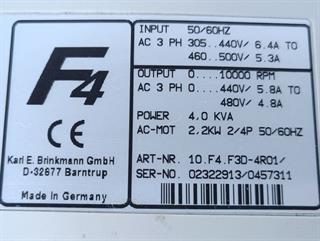 F4
CE
Karl E. Brinkmann GmbH
D-32677 Barntrup
Made in Germany
INPUT 50/60HZ
AC 3 PH 305..440V/ 6.4A TO
460..500V/ 5.3A
OUTPUT 0....10000 RPM
AC 3 PH 0...440V/ 5.8A TO
480V/ 4.8A
POWER 4.0 KVA
AC-MOT 2.2KW 2/4P 50/60HZ
ART-NR. 10.F4.F3D-4R01/
SER-NO. 02322913/0457311